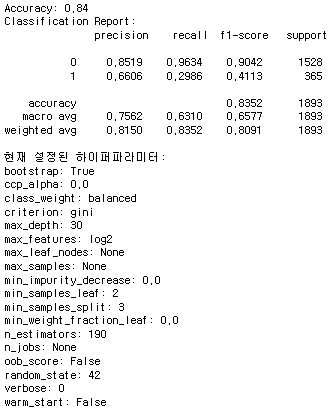 Accuracy: 0.84
Classification Report:
precision recall f1-score support
0 0.8519 0.9634 0.9042 1528
1 0.6606 0.2986 0.4113 365
accuracy 0.8352 1893
macro avg 0.7562 0.6310 0.6577 1893
weighted avg 0.8150 0.8352 0.8091 1893
현재 설정된 하이퍼파라미터:
bootstrap: True
ccp_alpha: 0.0
class_weight: balanced
criterion: gini
max_depth: 30
max_features: log2
max_leaf_nodes: None
max_samples: None
min_impurity_decrease: 0.0
min_samples_leaf: 2
min_samples_split: 3
min_weight_fraction_leaf: 0.0
n_estimators: 190
n_jobs: None
oob_score: False
random_state: 42
verbose: 0
warm_start: False